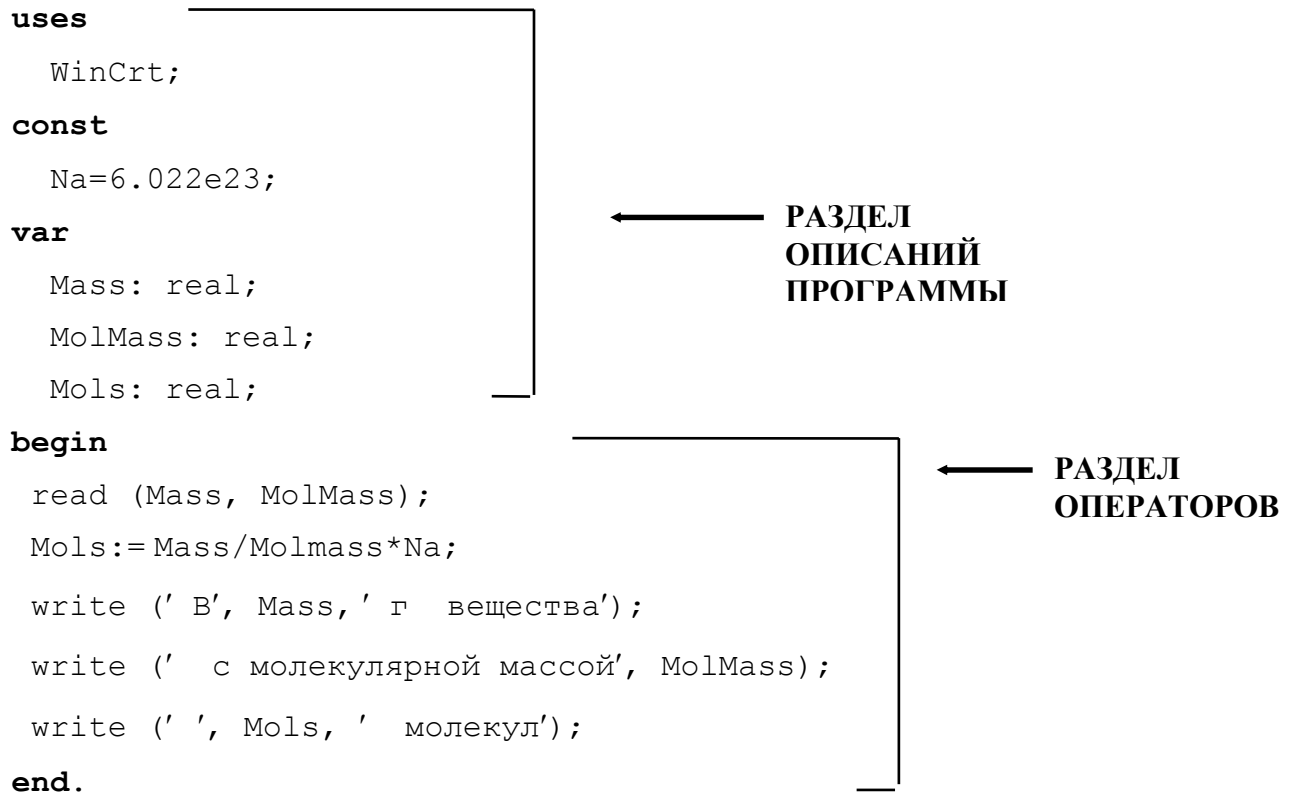 uses
WinCrt;
const
Na=6.022e23;
var
Mass: real;
MolMass: real;
Mols: real;
РАЗДЕЛ
ОПИСАНИЙ
ПРОГРАММЫ
begin
read (Mass, MolMass);
Mols:= Mass/Molmass*Na;
write (′ В′, Mass, ′ г вещества′);
write (′ с молекулярной массой′, MolMass);
write (′ ′, Mols, ′ молекул′);
end.
РАЗДЕЛ
ОПЕРАТОРОВ